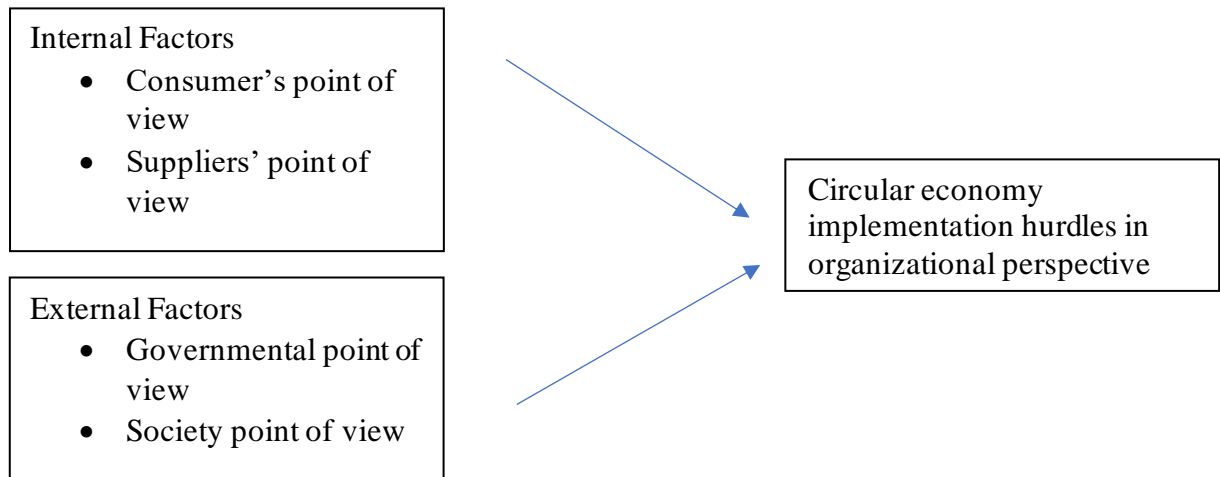 Internal Factors
• Consumer’s point of
view
• Suppliers’ point of
view
External Factors
• Governmental point of
view
• Society point of view
Circular economy
implementation hurdles in
organizational perspective